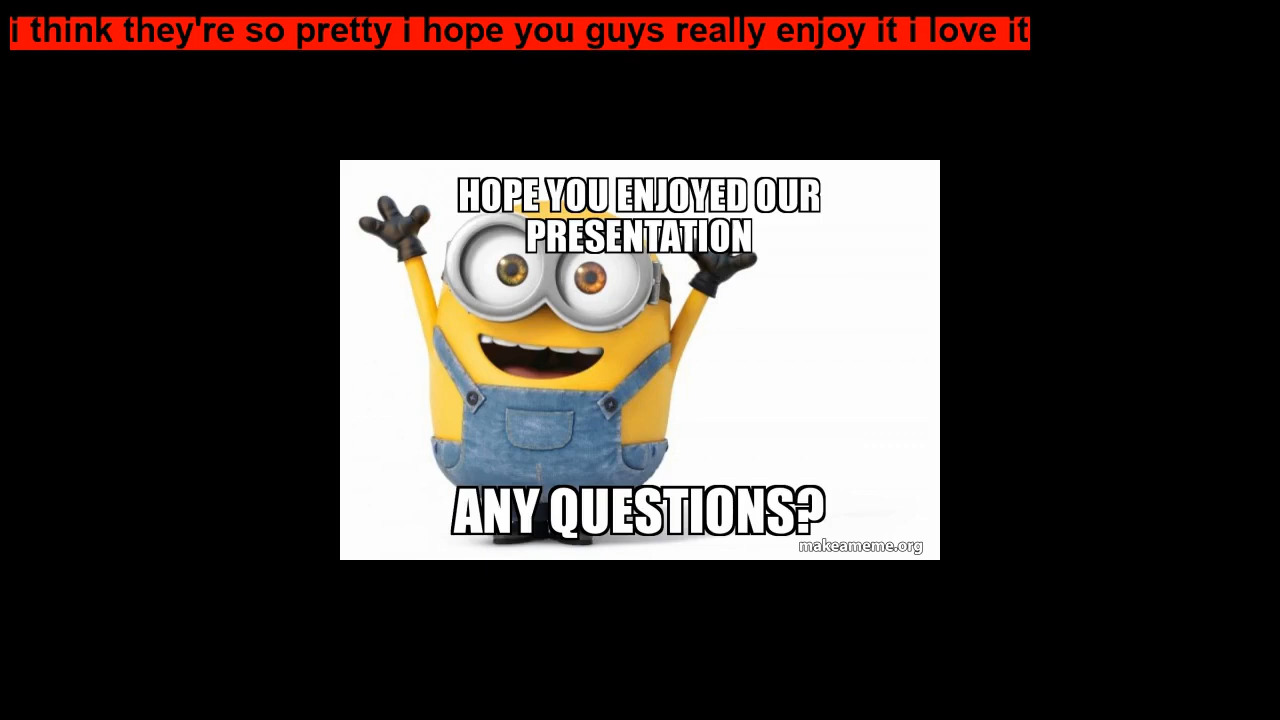 i think they're so pretty i hope you guys really enjoy it i love it
HOPE YOU ENJOYED OUR
PRESENTATION
ANY QUESTIONS?
makeameme.org